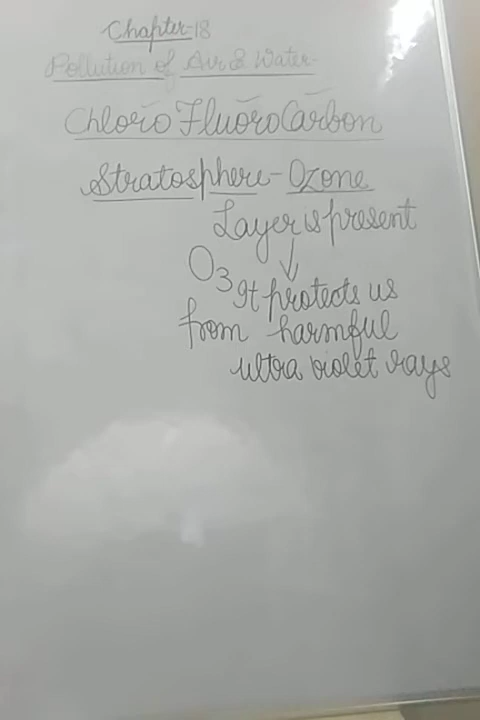 Chapter-18
Pollution of Air & Water-
Chloro Fluoro Carbon
Stratosphere - Ozone
Layer is present
O3 It protects us
from harmful
ultra violet rays